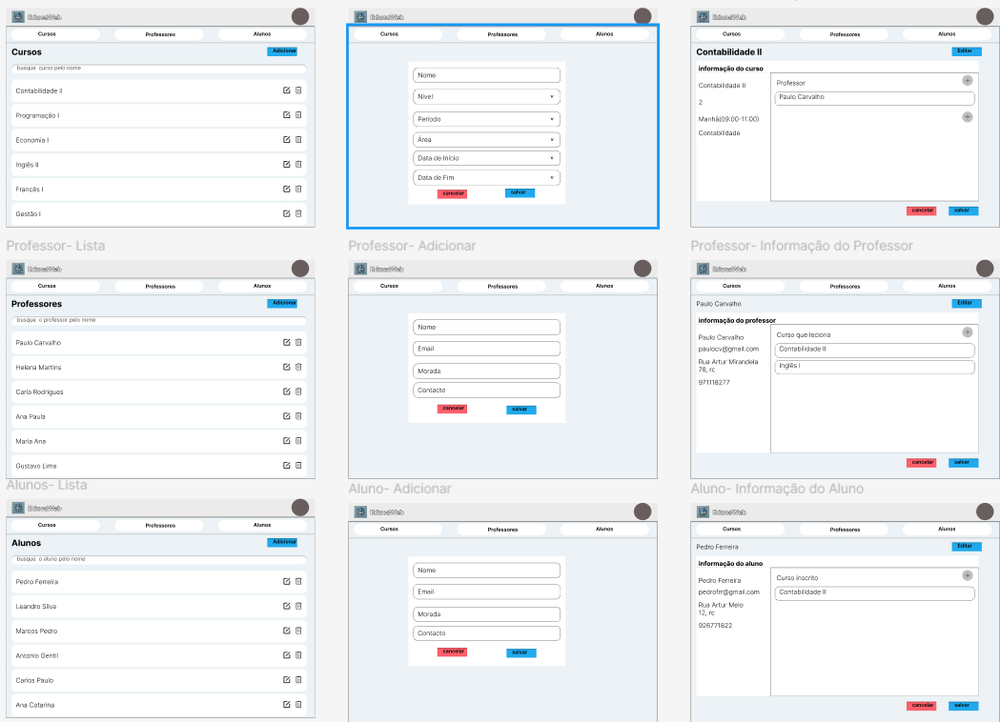 EducaWeb
Cursos Professores Alunos
Cursos
Adicionar
busque curso pelo nome
Contabilidade II
Programação I
Economia I
Inglês II
Francês I
Gestão I
EducaWeb
Cursos Professores Alunos
Nome
Nível
Período
Área
Data de Início
Data de Fim
cancelar salvar
EducaWeb
Cursos Professores Alunos
Contabilidade II
Editar
informação do curso
Contabilidade II
2
Manhã(09:00-11:00)
Contabilidade
Professor
Paulo Carvalho
cancelar salvar
Professor- Lista
EducaWeb
Cursos Professores Alunos
Professores
Adicionar
busque o professor pelo nome
Paulo Carvalho
Helena Martins
Carla Rodrigues
Ana Paula
Maria Ana
Gustavo Lima
Professor- Adicionar
EducaWeb
Cursos Professores Alunos
Nome
Email
Morada
Contacto
cancelar salvar
Professor- Informação do Professor
EducaWeb
Cursos Professores Alunos
Paulo Carvalho
Editar
informação do professor
Paulo Carvalho
paulocv@gmail.com
Rua Artur Mirandela
76, rc
971118277
Curso que leciona
Contabilidade II
Inglês I
cancelar salvar
Alunos- Lista
EducaWeb
Cursos Professores Alunos
Alunos
Adicionar
busque o aluno pelo nome
Pedro Ferreira
Leandro Silva
Marcos Pedro
Antonio Gentil
Carlos Paulo
Ana Catarina
Aluno- Adicionar
EducaWeb
Cursos Professores Alunos
Nome
Email
Morada
Contacto
cancelar salvar
Aluno- Informação do Aluno
EducaWeb
Cursos Professores Alunos
Pedro Ferreira
Editar
informação do aluno
Pedro Ferreira
pedrofrr@gmail.com
Rua Artur Melo
12, rc
926771822
Curso inscrito
Contabilidade II
cancelar salvar